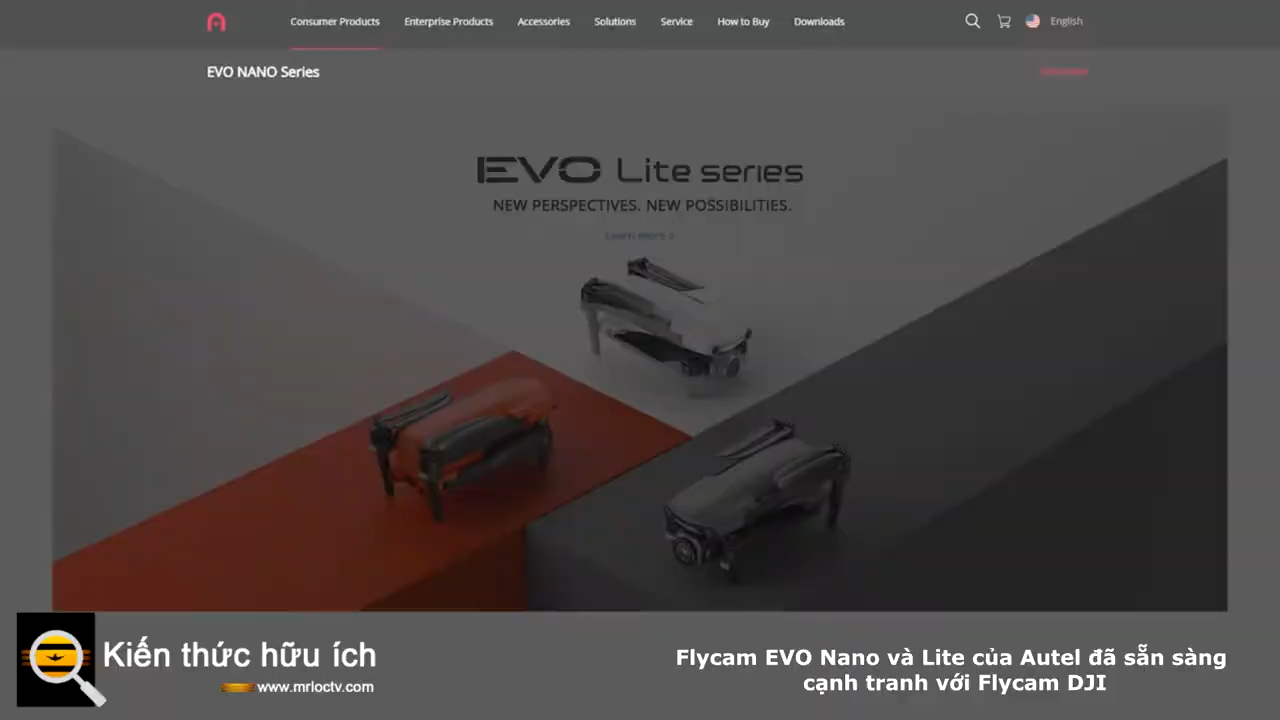 Consumer Products Enterprise Products Accessories Solutions Service How to Buy Downloads English
EVO NANO Series
EVO Lite series
NEW PERSPECTIVES. NEW POSSIBILITIES.
Learn more >
Kiến thức hữu ích
www.mrloctv.com
Flycam EVO Nano và Lite của Autel đã sẵn sàng
cạnh tranh với Flycam DJI